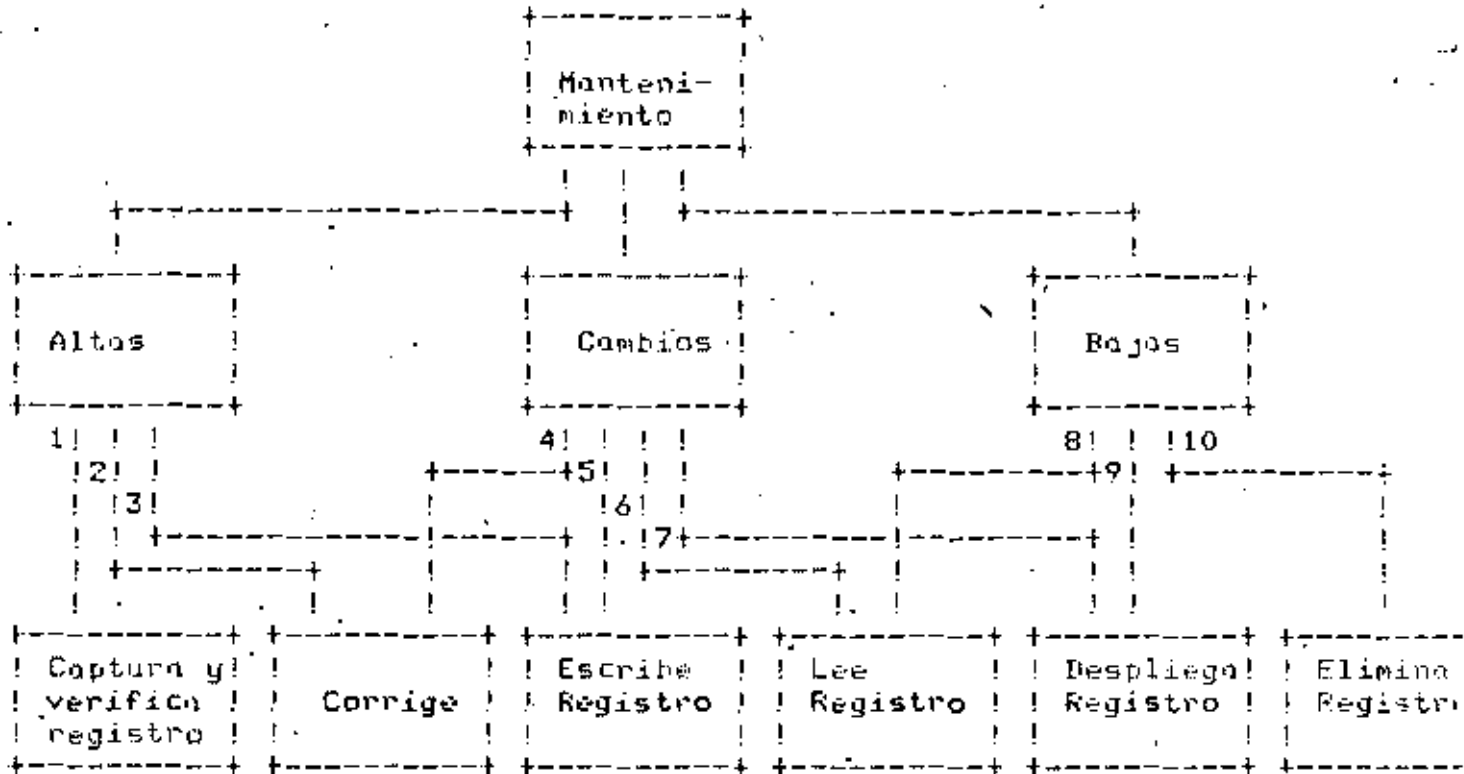 Manteni-
miento
Altas
Cambios
Bajas
1
4
8
10
2
5
9
3
6
7
Captura y
verifica
registro
Corrige
Escribe
Registro
Lee
Registro
Despliega
Registro
Elimina
Registr